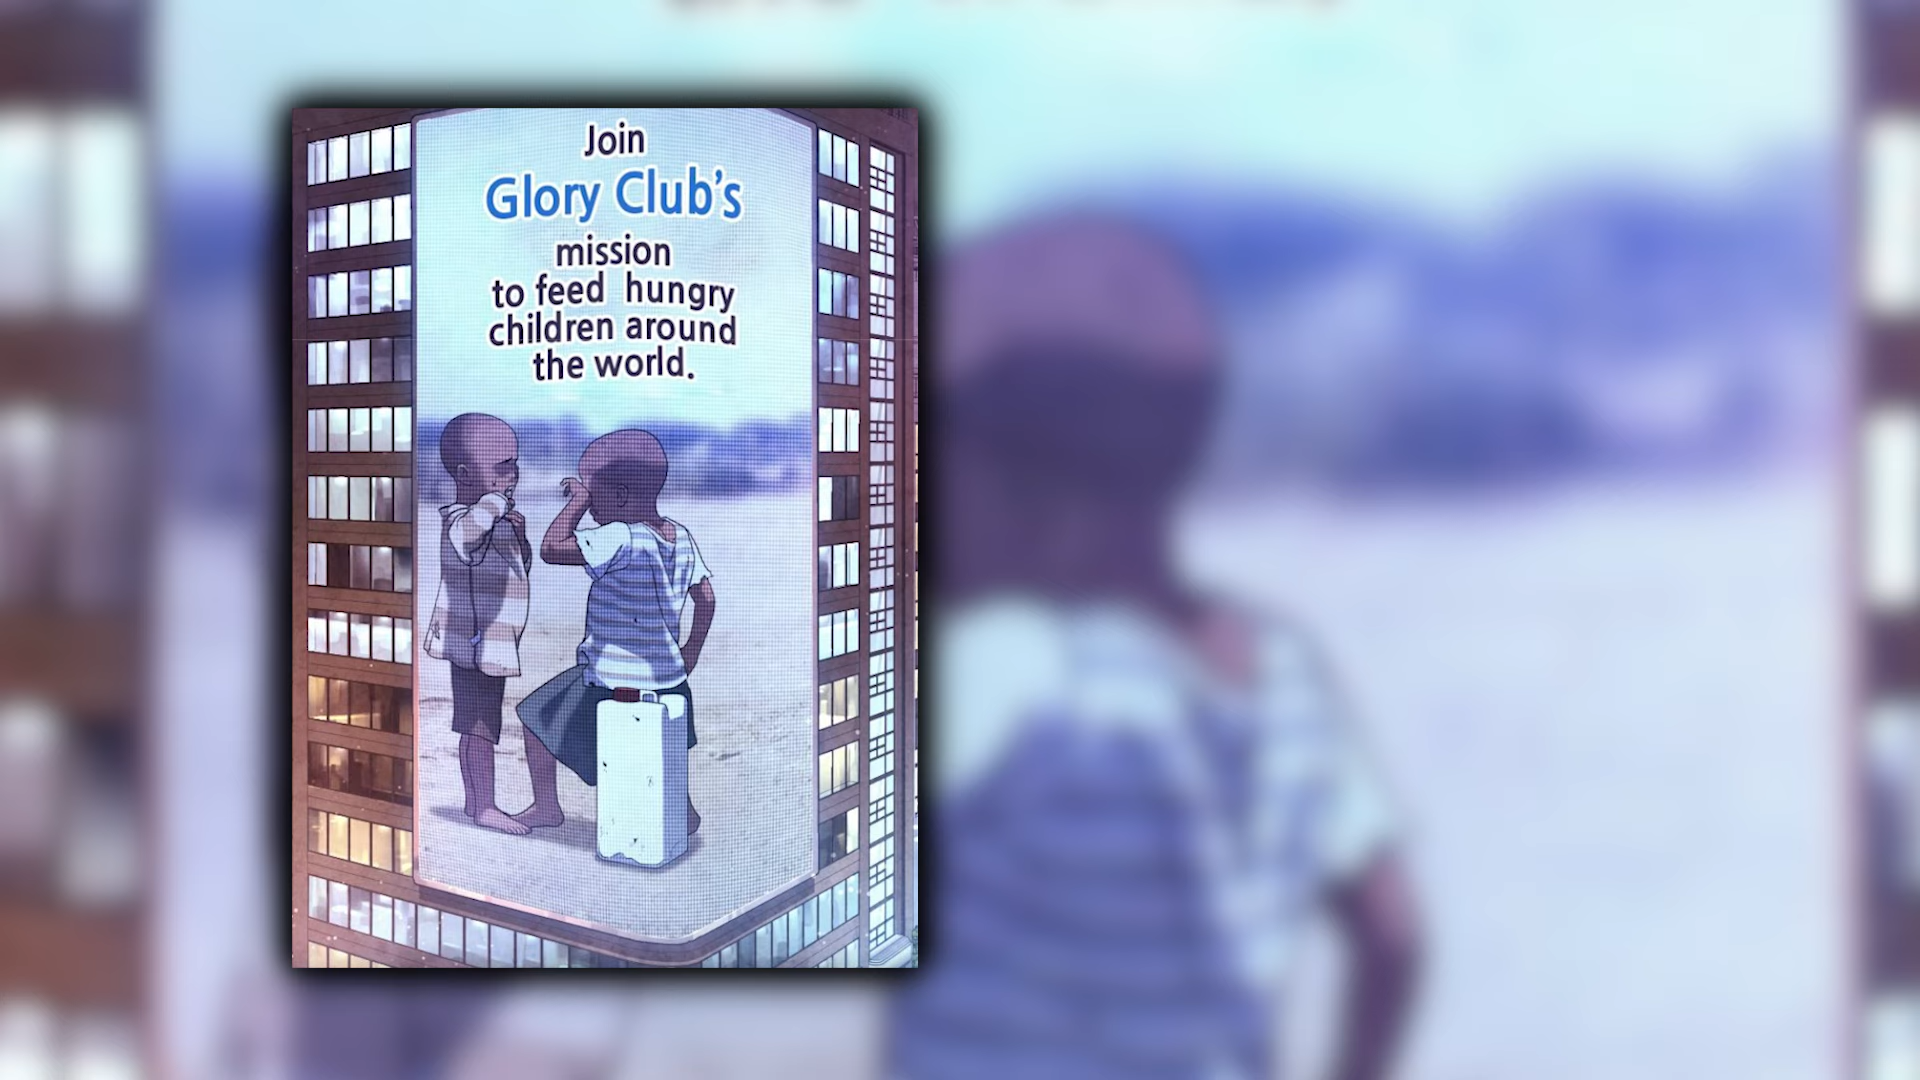 Join
Glory Club's
mission
to feed hungry
children around
the world.